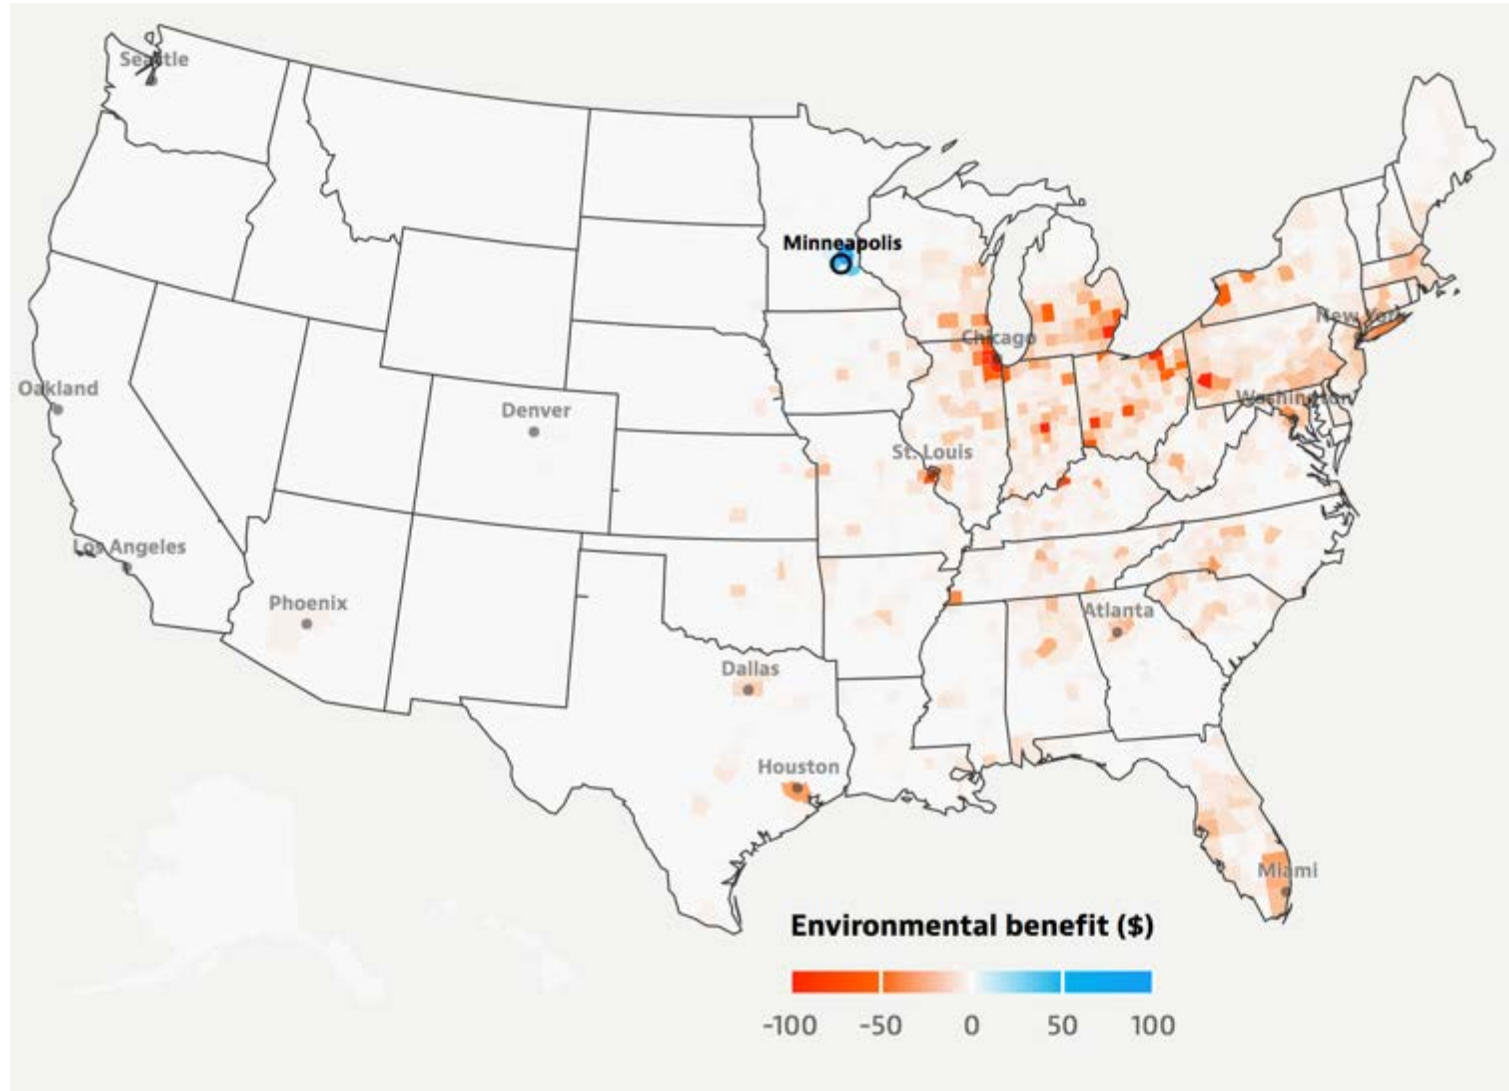 Seattle
Minneapolis
New York
Chicago
Oakland
Washington
Denver
St. Louis
Los Angeles
Phoenix
Atlanta
Dallas
Houston
Miami
Environmental benefit ($)
-100 -50 0 50 100